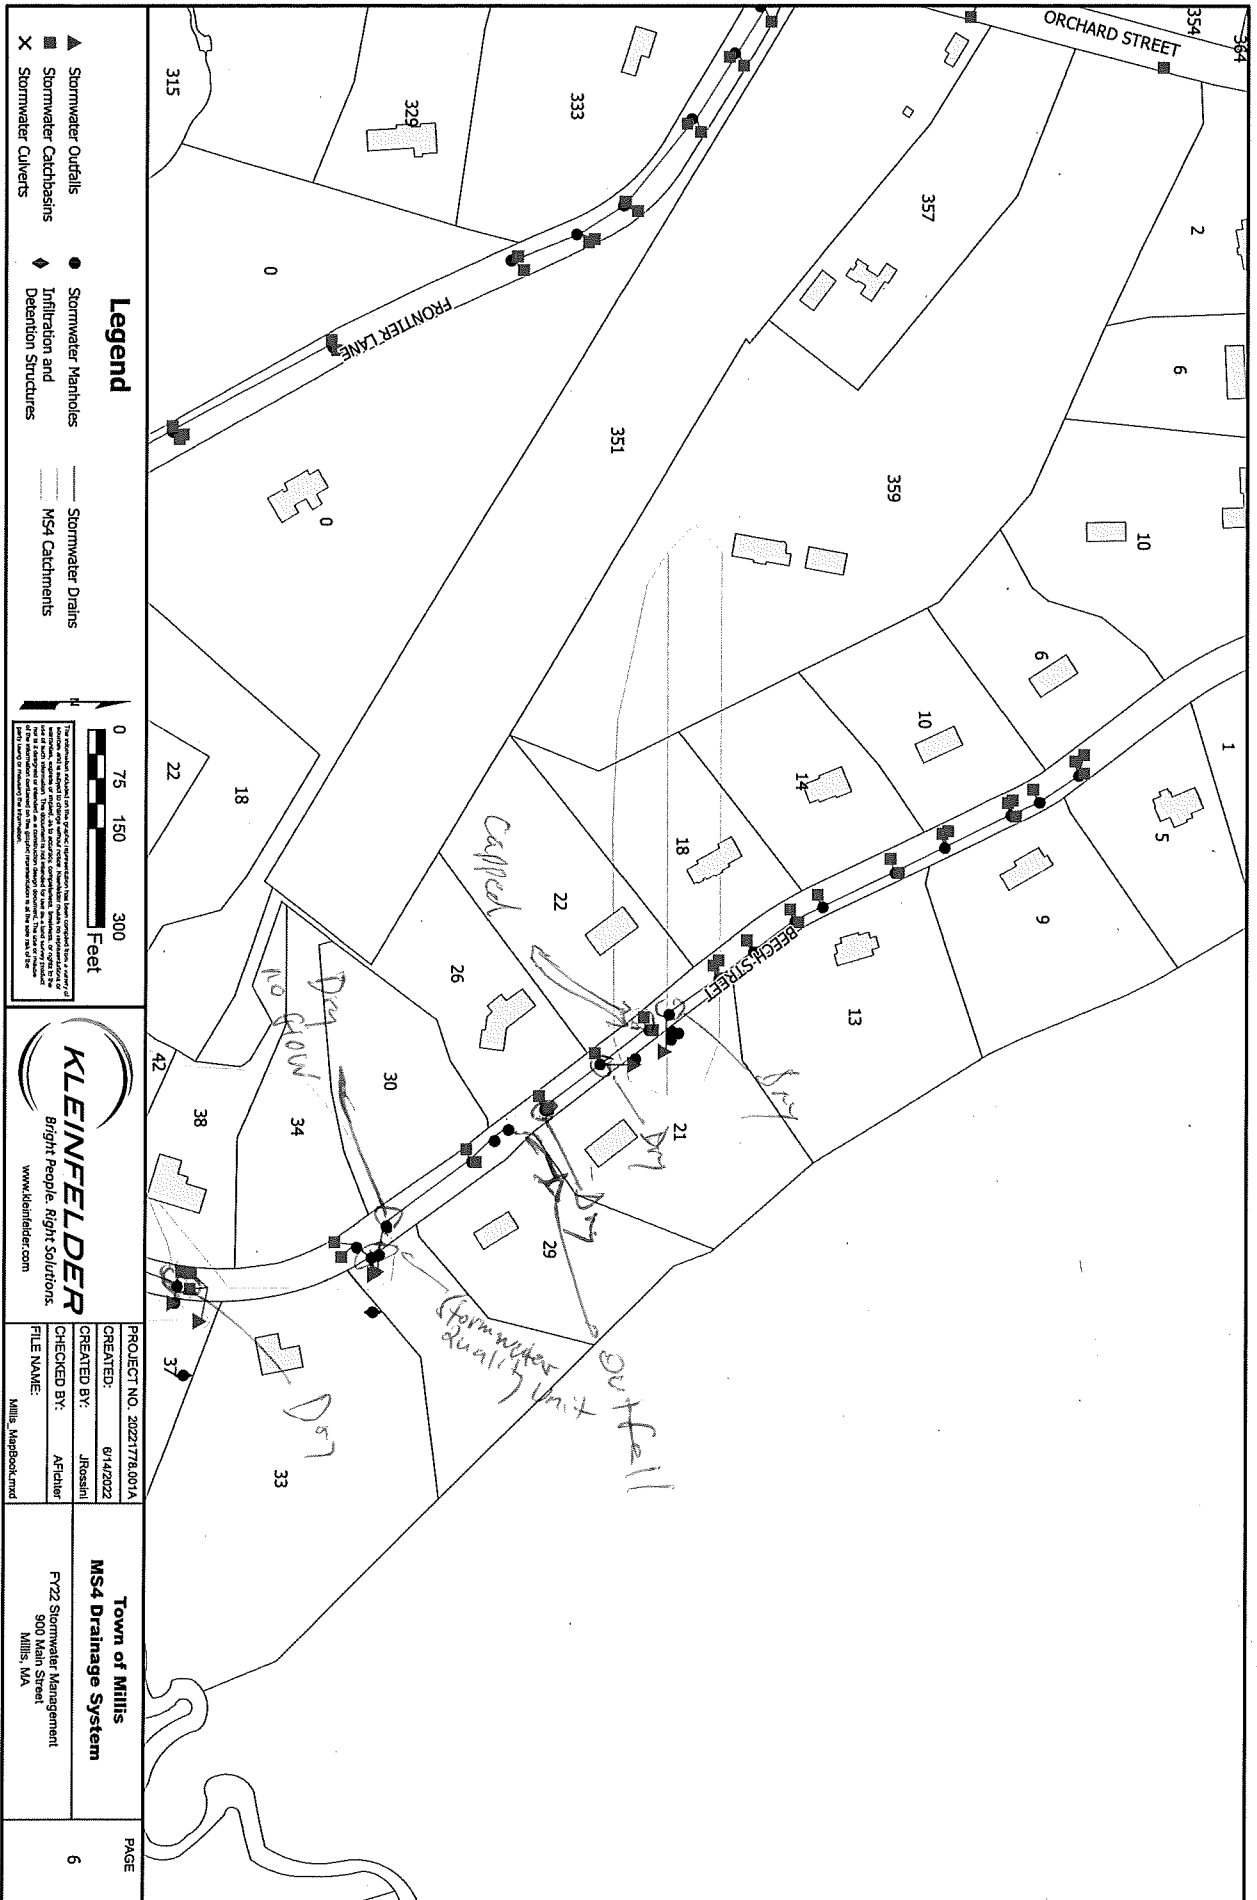 ORCHARD STREET
354
364
2
6
10
357
359
351
333
329
315
0
FRONTIER LANE
0
1
5
6
9
10
13
14
18
22
BEECH STREET
21
26
29
30
33
34
37
38
42
18
22
Capped
Dry
Dry
Dry
Outfall
Dry
no flow
Stormwater
Quality
Unit
Dry
Legend
Stormwater Outfalls
Stormwater Catchbasins
Stormwater Culverts
Stormwater Manholes
Infiltration and
Detention Structures
Stormwater Drains
MS4 Catchments
N
0 75 150 300
Feet
KLEINFELDER
Bright People. Right Solutions.
www.kleinfelder.com
PROJECT NO. 20221778.001A
CREATED: 6/14/2022
CREATED BY: JRossini
CHECKED BY: AFichter
FILE NAME:
Millis_MapBook.mxd
Town of Millis
MS4 Drainage System
FY22 Stormwater Management
900 Main Street
Millis, MA
PAGE
6